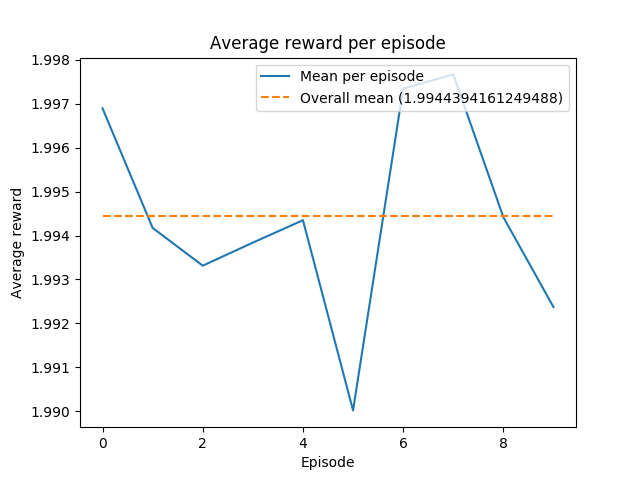 Average reward per episode
Mean per episode
Overall mean (1.9944394161249488)
1.998
1.997
1.996
1.995
1.994
1.993
1.992
1.991
1.990
Average reward
0
2
4
6
8
Episode